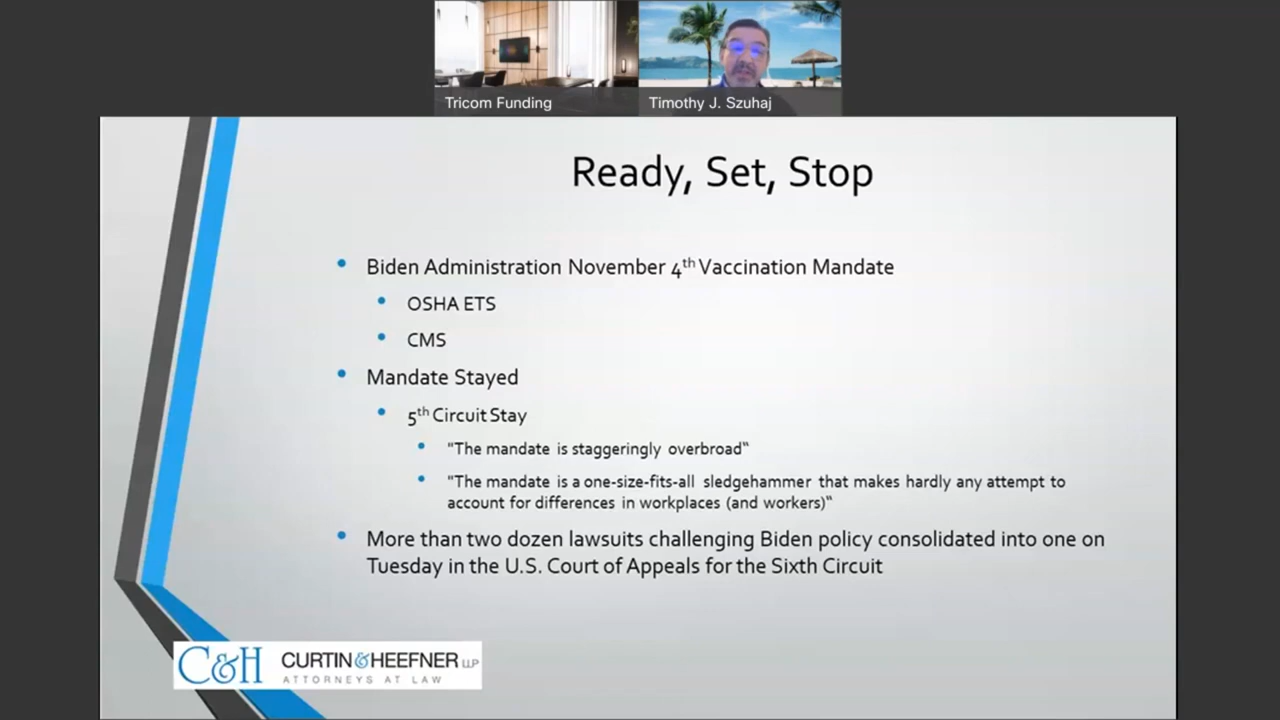 Tricom Funding
Timothy J. Szuhaj
Ready, Set, Stop
Biden Administration November 4th Vaccination Mandate
OSHA ETS
CMS
Mandate Stayed
5th Circuit Stay
"The mandate is staggeringly overbroad"
"The mandate is a one-size-fits-all sledgehammer that makes hardly any attempt to
account for differences in workplaces (and workers)"
More than two dozen lawsuits challenging Biden policy consolidated into one on
Tuesday in the U.S. Court of Appeals for the Sixth Circuit
C&H CURTIN & HEEFNER LLP
ATTORNEYS AT LAW